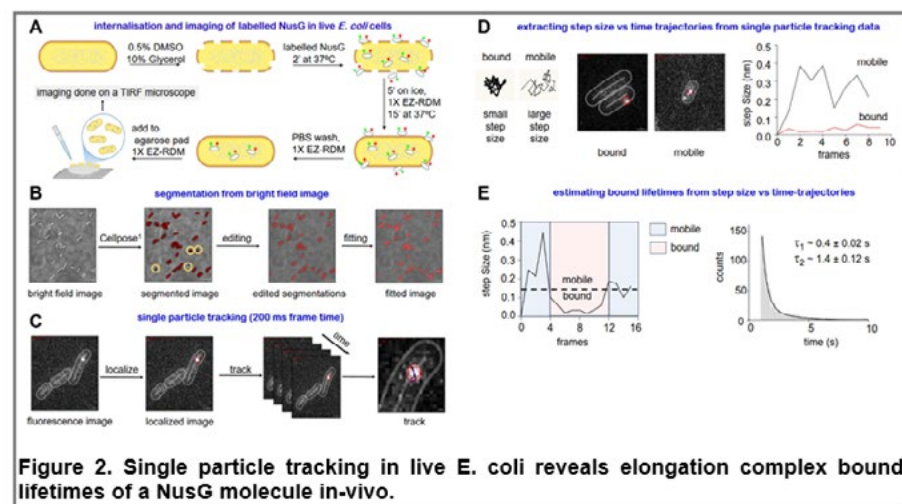 A
internalisation and imaging of labelled NusG in live E. coli cells
0.5% DMSO
10% Glycerol
labelled NusG
2' at 37ºC
imaging done on a TIRF microscope
5' on ice,
1X EZ-RDM
15' at 37ºC
add to
agarose pad
1X EZ-RDM
PBS wash,
1X EZ-RDM
B
segmentation from bright field image
Cellpose¹
editing
fitting
bright field image
segmented image
edited segmentations
fitted image
C
single particle tracking (200 ms frame time)
localize
track
time
fluorescence image
localized image
track
D
extracting step size vs time trajectories from single particle tracking data
bound
mobile
small
step
size
large
step
size
bound
mobile
step Size (nm)
0.5
0.4
0.3
0.2
0.1
0
mobile
bound
0 2 4 6 8 10
frames
E
estimating bound lifetimes from step size vs time-trajectories
step Size (nm)
0.5
0.4
0.3
0.2
0.1
0.0
mobile
bound
0 4 8 12 16
frames
mobile
bound
counts
150
100
50
0
τ1 ~ 0.4 ± 0.02 s
τ2 ~ 1.4 ± 0.12 s
0 5 10
time (s)
Figure 2. Single particle tracking in live E. coli reveals elongation complex bound
lifetimes of a NusG molecule in-vivo.